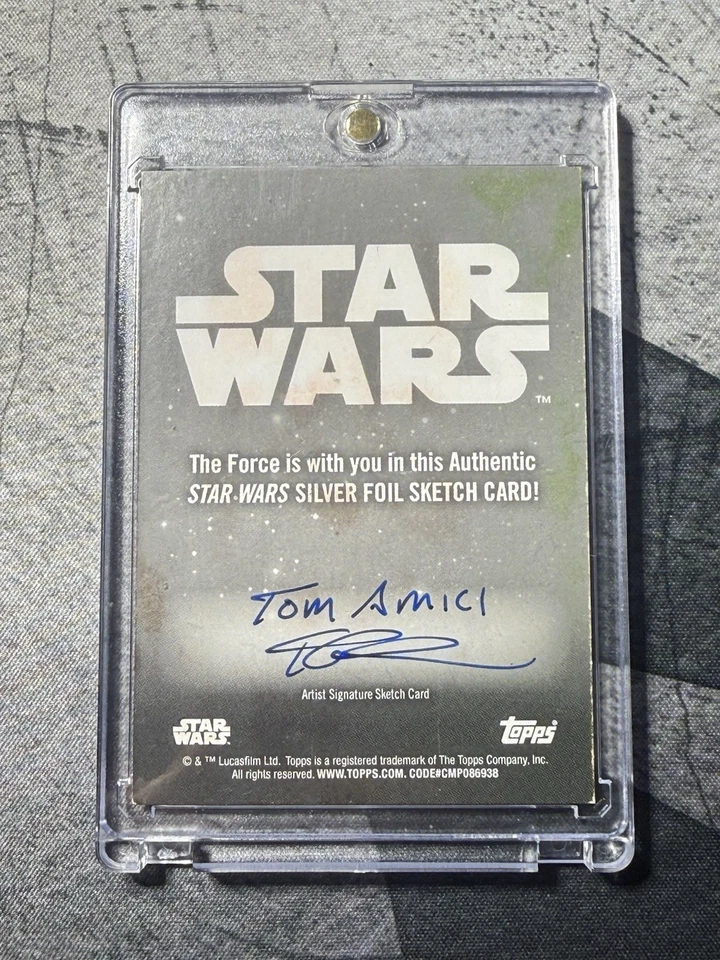 STAR
WARS™
The Force is with you in this Authentic
STAR WARS SILVER FOIL SKETCH CARD!
TOM AMICI
Artist Signature Sketch Card
STAR
WARS
topps®
© & ™ Lucasfilm Ltd. Topps is a registered trademark of The Topps Company, Inc.
All rights reserved. WWW.TOPPS.COM. CODE#CMP086938